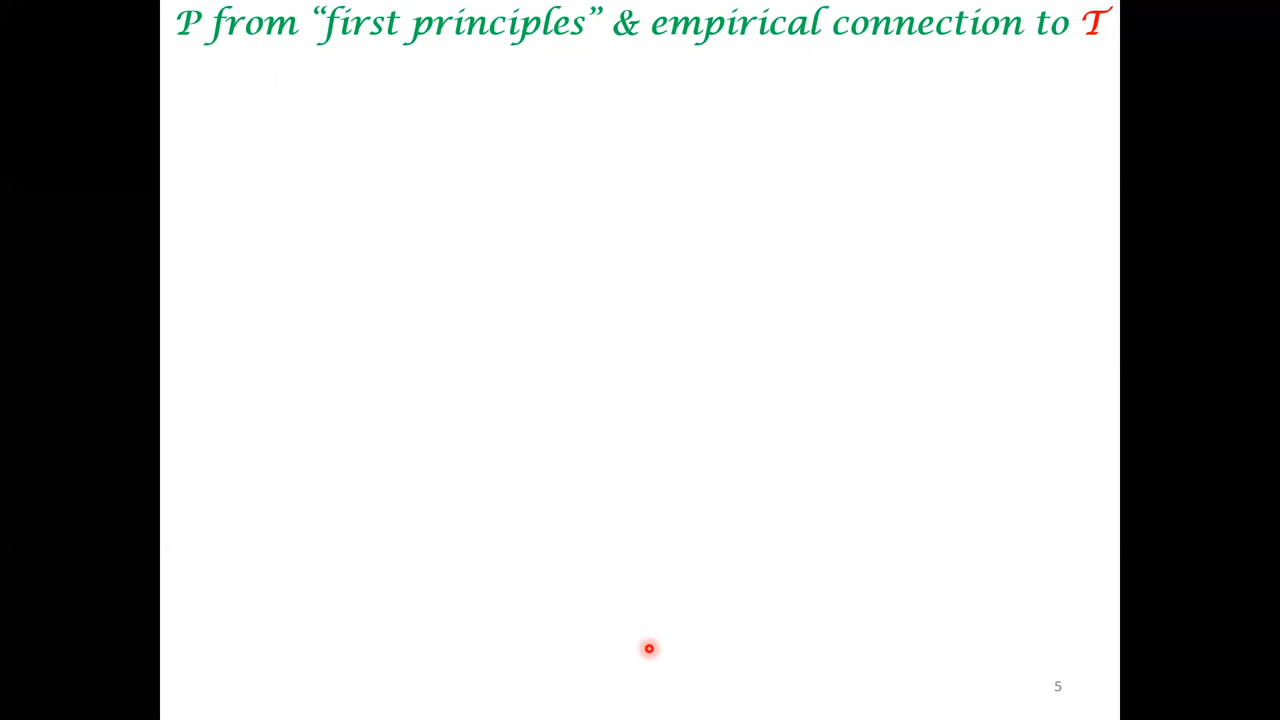 P from “first principles” & empirical connection to T
5